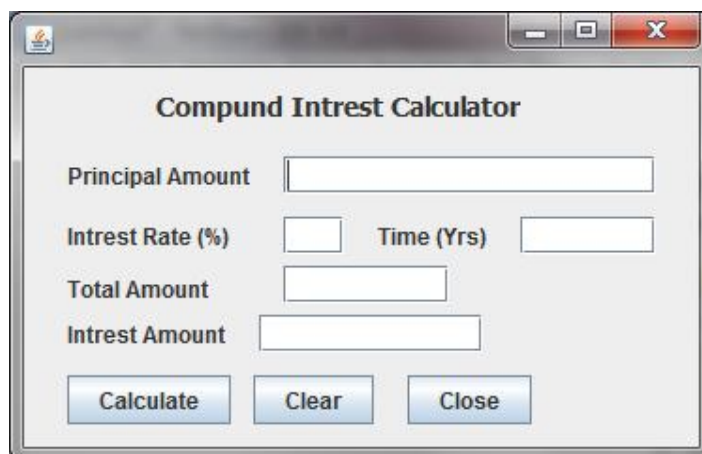 Compund Intrest Calculator
Principal Amount
Intrest Rate (%) Time (Yrs)
Total Amount
Intrest Amount
Calculate Clear Close